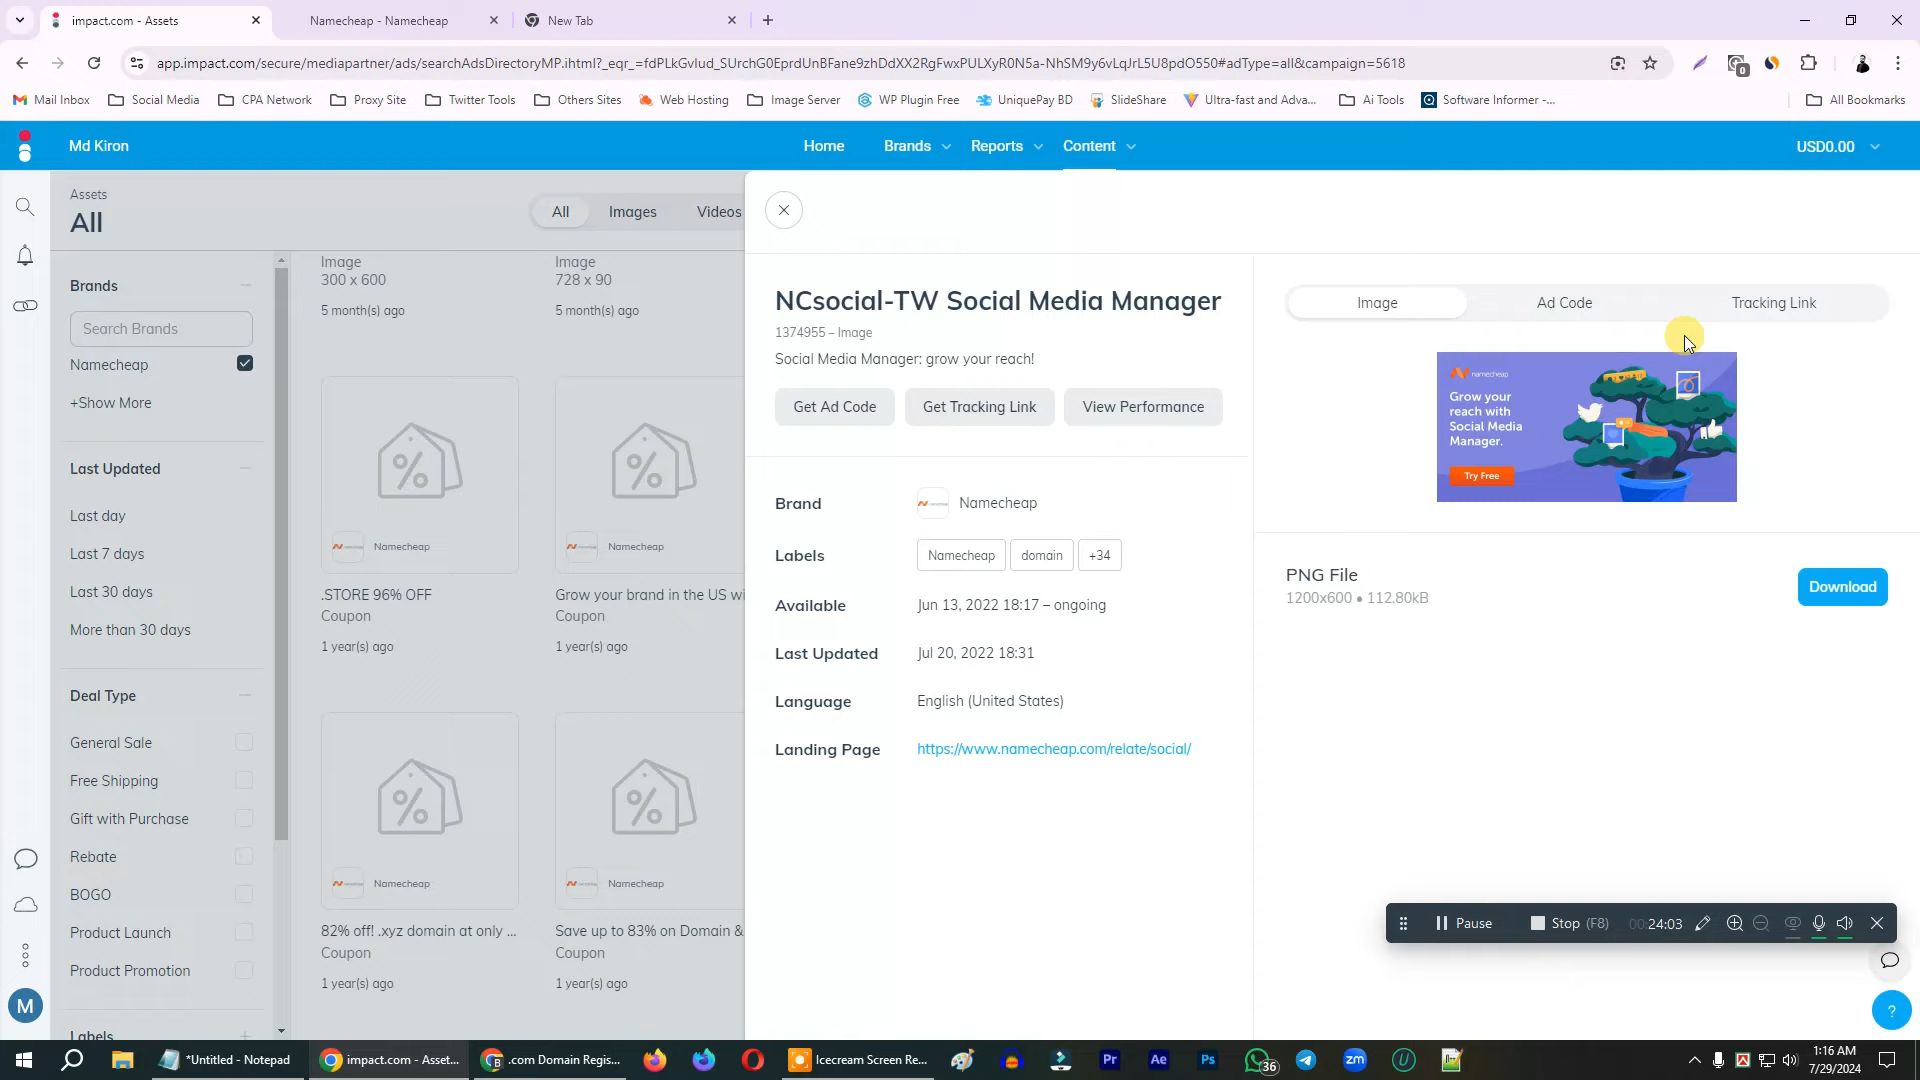 impact.com - Assets
Namecheap - Namecheap
New Tab
app.impact.com/secure/mediapartner/ads/searchAdsDirectoryMP.ihtml?_eqr_=fdPLkGvIud_SUrchG0EprdUnBFane9zhDdXX2RgFwxPULXyR0N5a-NhSM9y6vLqJrL5U8pdO550#adType=all&campaign=5618
0
Mail Inbox
Social Media
CPA Network
Proxy Site
Twitter Tools
Others Sites
Web Hosting
Image Server
WP Plugin Free
UniquePay BD
SlideShare
Ultra-fast and Adva...
Ai Tools
Software Informer -...
All Bookmarks
Md Kiron
Home
Brands
Reports
Content
USD0.00
Assets
All
All
Images
Videos
Brands
Search Brands
Namecheap
+Show More
Last Updated
Last day
Last 7 days
Last 30 days
More than 30 days
Deal Type
General Sale
Free Shipping
Gift with Purchase
Rebate
BOGO
Product Launch
Product Promotion
Labels
M
Image
300 x 600
5 month(s) ago
Image
728 x 90
5 month(s) ago
Namecheap
.STORE 96% OFF
Coupon
1 year(s) ago
Namecheap
Grow your brand in the US wi
Coupon
1 year(s) ago
Namecheap
82% off! .xyz domain at only ...
Coupon
1 year(s) ago
Namecheap
Save up to 83% on Domain &
Coupon
1 year(s) ago
NCsocial-TW Social Media Manager
1374955 – Image
Social Media Manager: grow your reach!
Get Ad Code
Get Tracking Link
View Performance
Brand
Namecheap
Labels
Namecheap
domain
+34
Available
Jun 13, 2022 18:17 – ongoing
Last Updated
Jul 20, 2022 18:31
Language
English (United States)
Landing Page
https://www.namecheap.com/relate/social/
Image
Ad Code
Tracking Link
namecheap
Grow your
reach with
Social Media
Manager.
Try Free
PNG File
1200x600 • 112.80kB
Download
Pause
Stop (F8)
00:24:03
?
*Untitled - Notepad
impact.com - Asset...
.com Domain Regis...
Icecream Screen Re...
Pr
Ae
Ps
36
zm
U
1:16 AM
7/29/2024